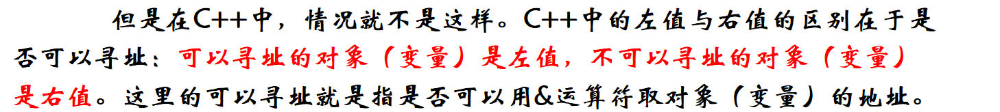 但是在C++中，情况就不是这样。C++中的左值与右值的区别在于是
否可以寻址：可以寻址的对象（变量）是左值，不可以寻址的对象（变量）
是右值。这里的可以寻址就是指是否可以用&运算符取对象（变量）的地址。